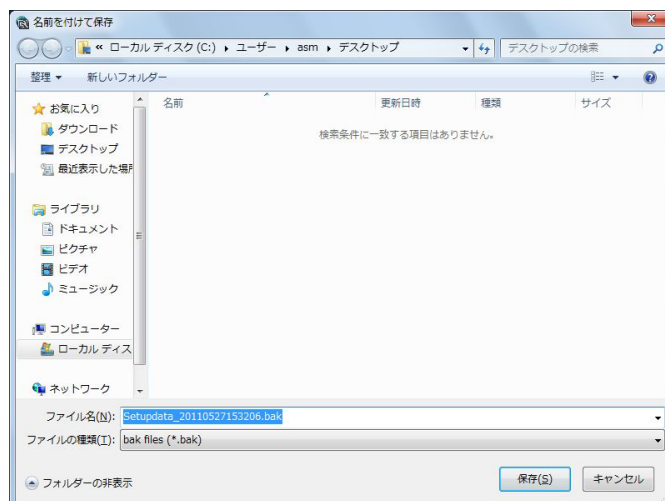 名前を付けて保存
« ローカル ディスク (C:) ▸ ユーザー ▸ asm ▸ デスクトップ
デスクトップの検索
整理 ▼ 新しいフォルダー
お気に入り
ダウンロード
デスクトップ
最近表示した場所
ライブラリ
ドキュメント
ピクチャ
ビデオ
ミュージック
コンピューター
ローカル ディス
ネットワーク
名前 更新日時 種類 サイズ
検索条件に一致する項目はありません。
ファイル名(N): Setupdata_20110527153206.bak
ファイルの種類(T): bak files (*.bak)
フォルダーの非表示
保存(S) キャンセル